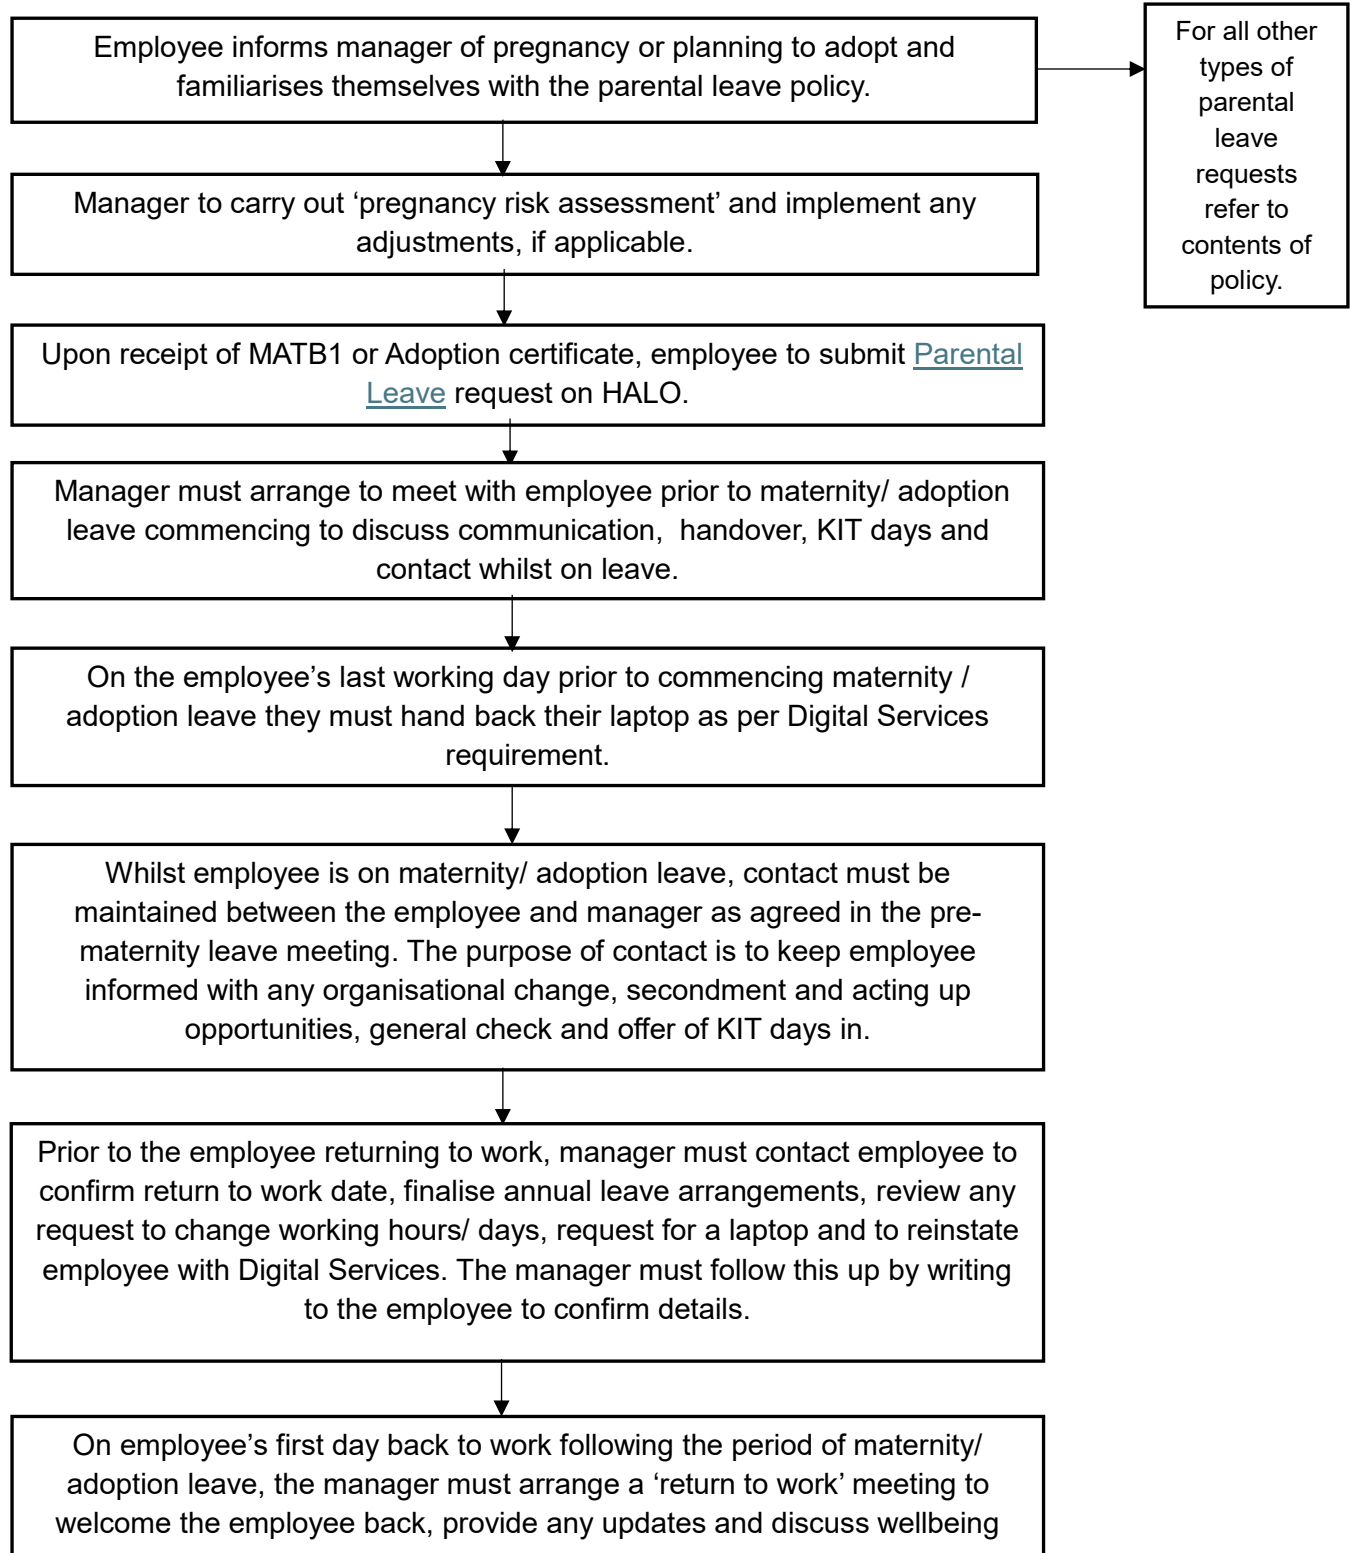 Employee informs manager of pregnancy or planning to adopt and
familiarises themselves with the parental leave policy.
For all other
types of
parental
leave
requests
refer to
contents of
policy.
Manager to carry out ‘pregnancy risk assessment’ and implement any
adjustments, if applicable.
Upon receipt of MATB1 or Adoption certificate, employee to submit Parental
Leave request on HALO.
Manager must arrange to meet with employee prior to maternity/ adoption
leave commencing to discuss communication,  handover, KIT days and
contact whilst on leave.
On the employee’s last working day prior to commencing maternity /
adoption leave they must hand back their laptop as per Digital Services
requirement.
Whilst employee is on maternity/ adoption leave, contact must be
maintained between the employee and manager as agreed in the pre-
maternity leave meeting. The purpose of contact is to keep employee
informed with any organisational change, secondment and acting up
opportunities, general check and offer of KIT days in.
Prior to the employee returning to work, manager must contact employee to
confirm return to work date, finalise annual leave arrangements, review any
request to change working hours/ days, request for a laptop and to reinstate
employee with Digital Services. The manager must follow this up by writing
to the employee to confirm details.
On employee’s first day back to work following the period of maternity/
adoption leave, the manager must arrange a ‘return to work’ meeting to
welcome the employee back, provide any updates and discuss wellbeing